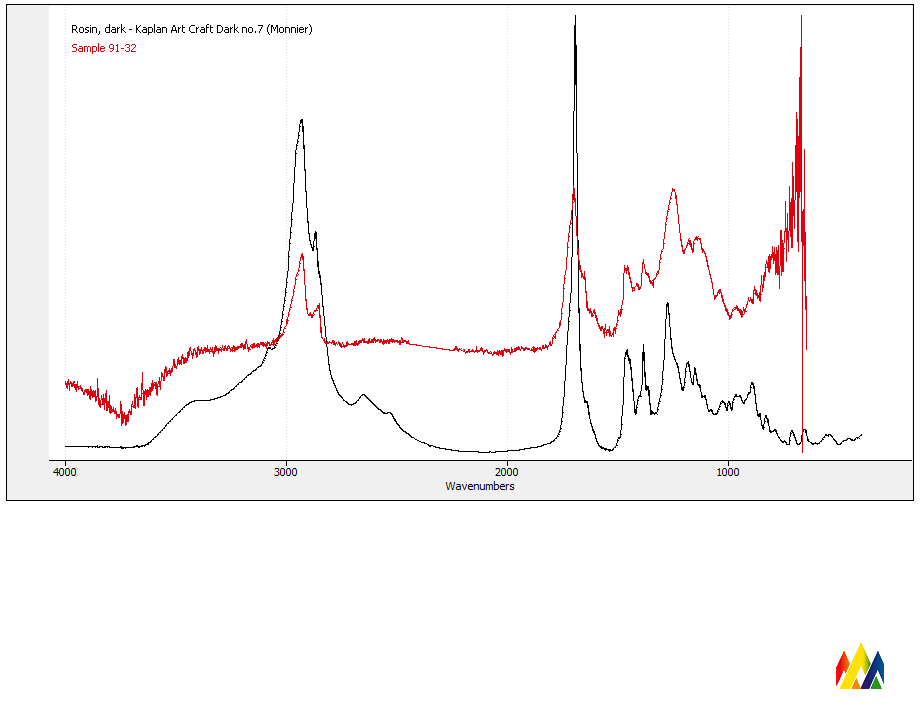 Rosin, dark - Kaplan Art Craft Dark no.7 (Monnier)
Sample 91-32
4000 3000 2000 1000
Wavenumbers